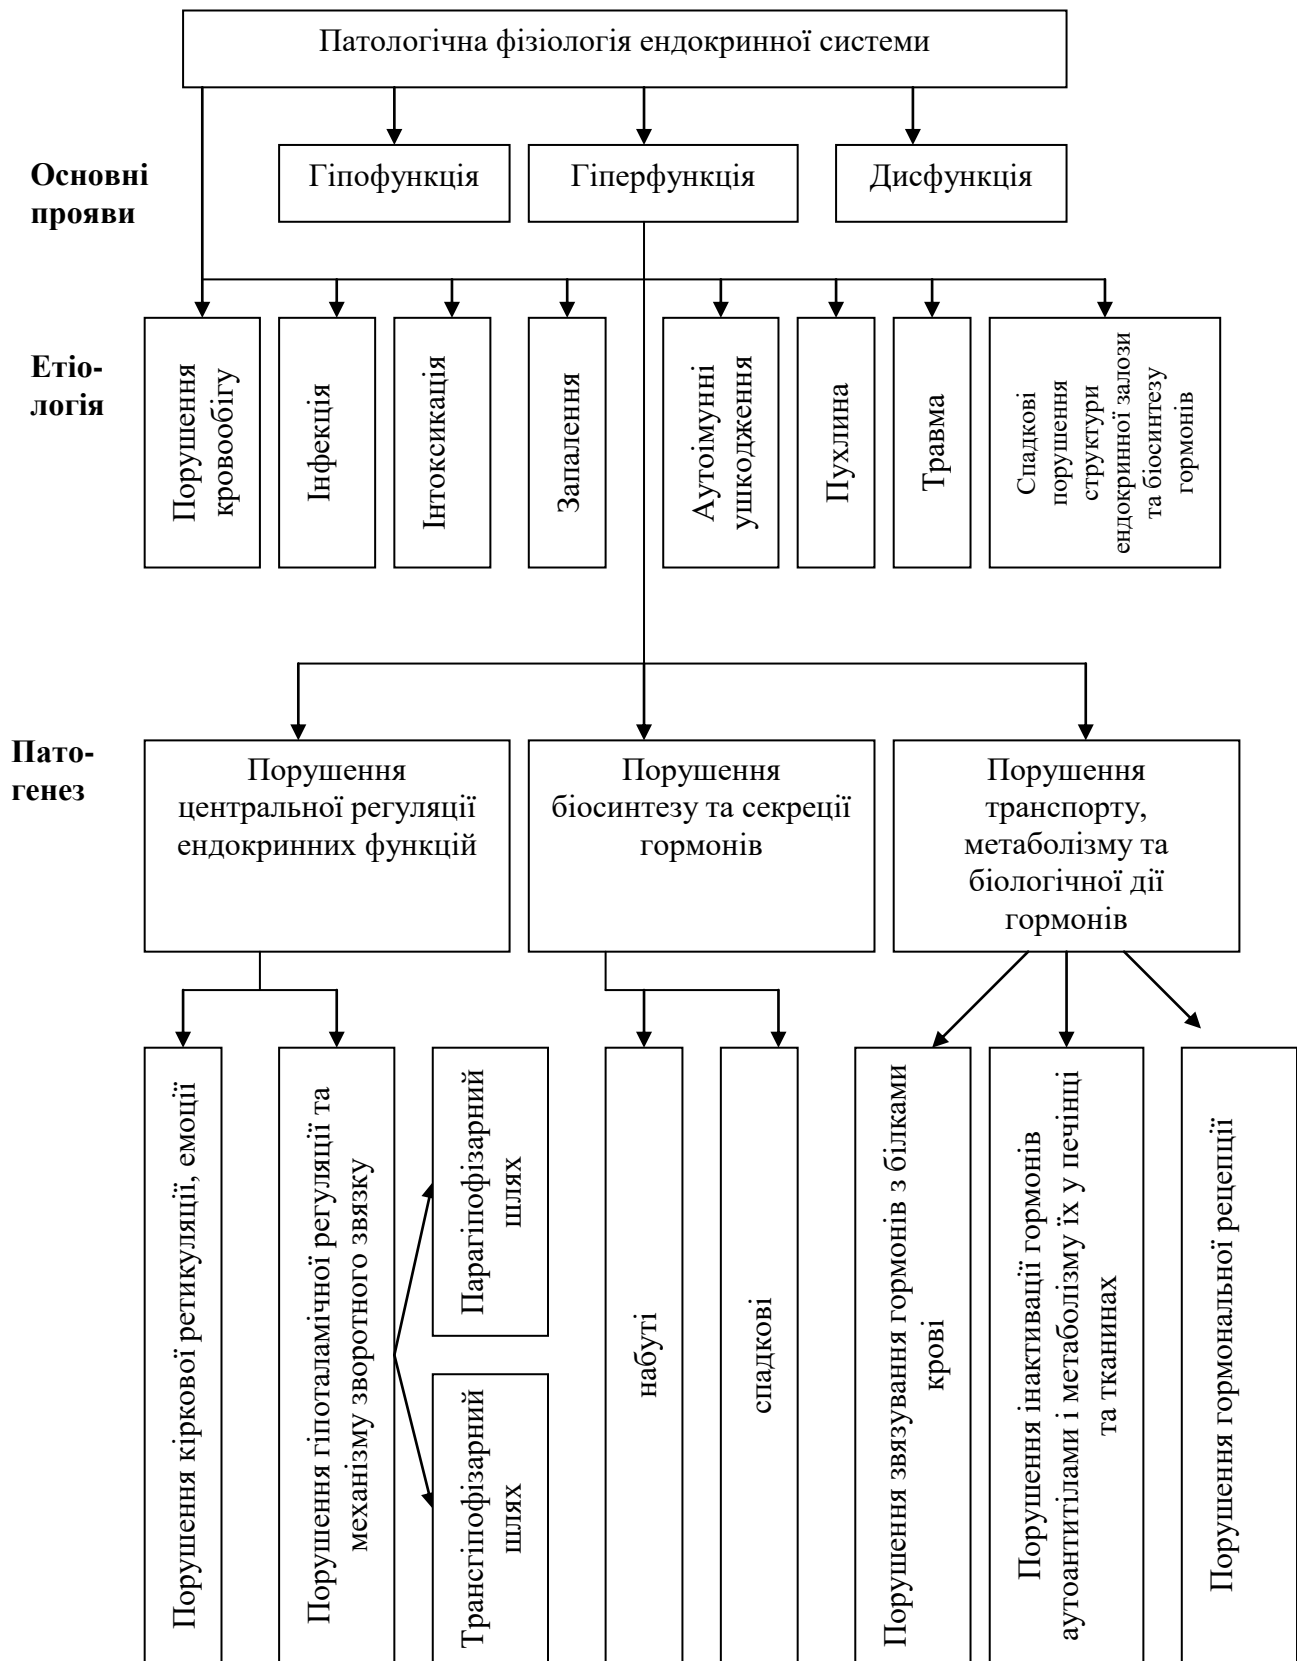 Патологічна фізіологія ендокринної системи
Основні
прояви
Гіпофункція
Гіперфункція
Дисфункція
Етіо-
логія
Порушення
кровообігу
Інфекція
Інтоксикація
Запалення
Аутоімунні
ушкодження
Пухлина
Травма
Спадкові
порушення
структури
ендокринної залози
та біосинтезу
гормонів
Пато-
генез
Порушення
центральної регуляції
ендокринних функцій
Порушення
біосинтезу та секреції
гормонів
Порушення
транспорту,
метаболізму та
біологічної дії
гормонів
Порушення кіркової ретикуляції, емоції
Порушення гіпоталамічної регуляції та
механізму зворотного звязку
Парагіпофізарний
шлях
Трансгіпофізарний
шлях
набуті
спадкові
Порушення звязування гормонів з білками
крові
Порушення інактивації гормонів
аутоантитілами і метаболізму їх у печінці
та тканинах
Порушення гормональної рецепції